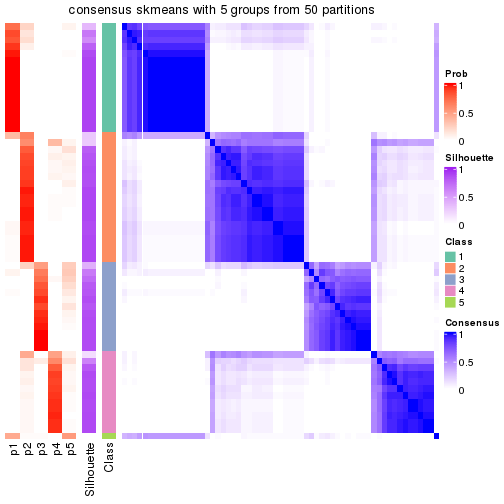 consensus skmeans with 5 groups from 50 partitions
Prob
1
0.5
0
Silhouette
1
0.5
0
Class
1
2
3
4
5
Consensus
1
0.5
0
p1
p2
p3
p4
p5
Silhouette
Class